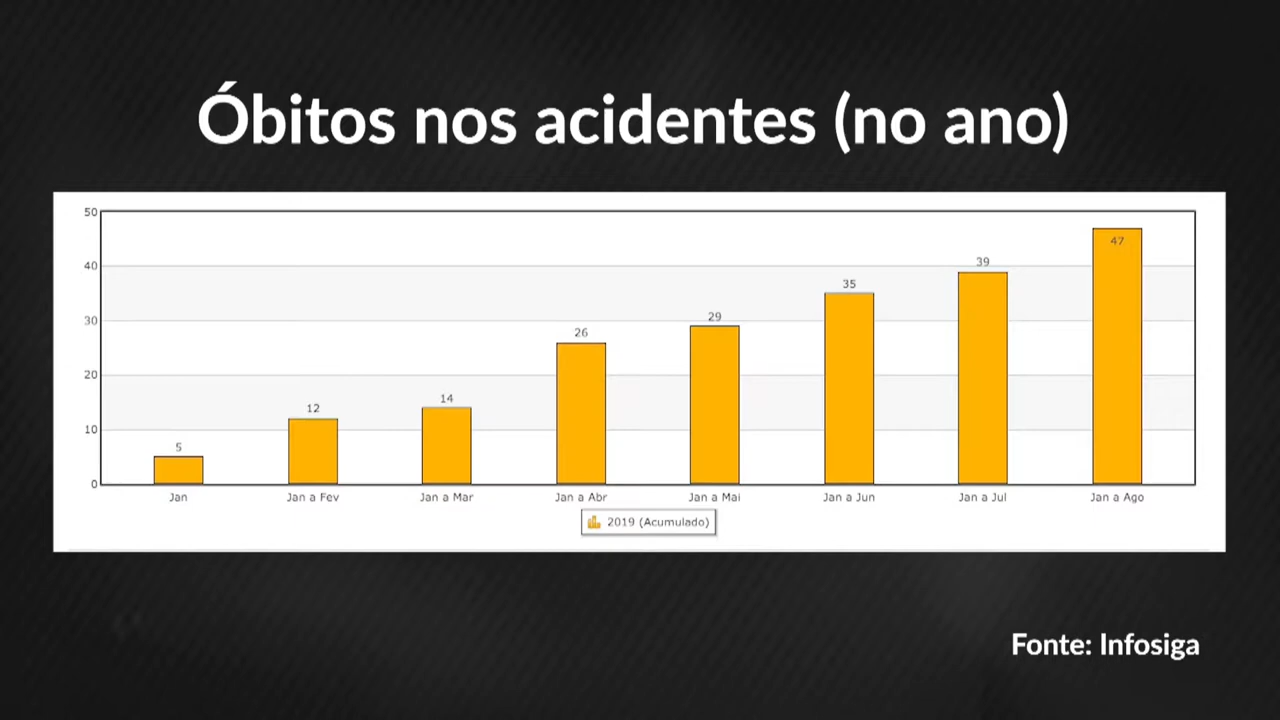 Óbitos nos acidentes (no ano)
50
40
30
20
10
0
5
12
14
26
29
35
39
47
Jan
Jan a Fev
Jan a Mar
Jan a Abr
Jan a Mai
Jan a Jun
Jan a Jul
Jan a Ago
2019 (Acumulado)
Fonte: Infosiga